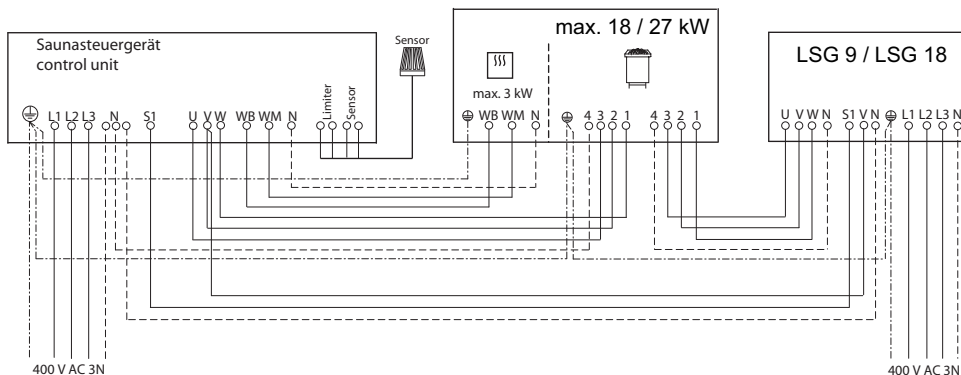 Saunasteuergerät
control unit
Sensor
max. 18 / 27 kW
LSG 9 / LSG 18
max. 3 kW
Limiter
Sensor
L1 L2 L3 N S1 U V W WB WM N
WB WM N 4 3 2 1 4 3 2 1
U V W N S1 V N L1 L2 L3 N
400 V AC 3N
400 V AC 3N